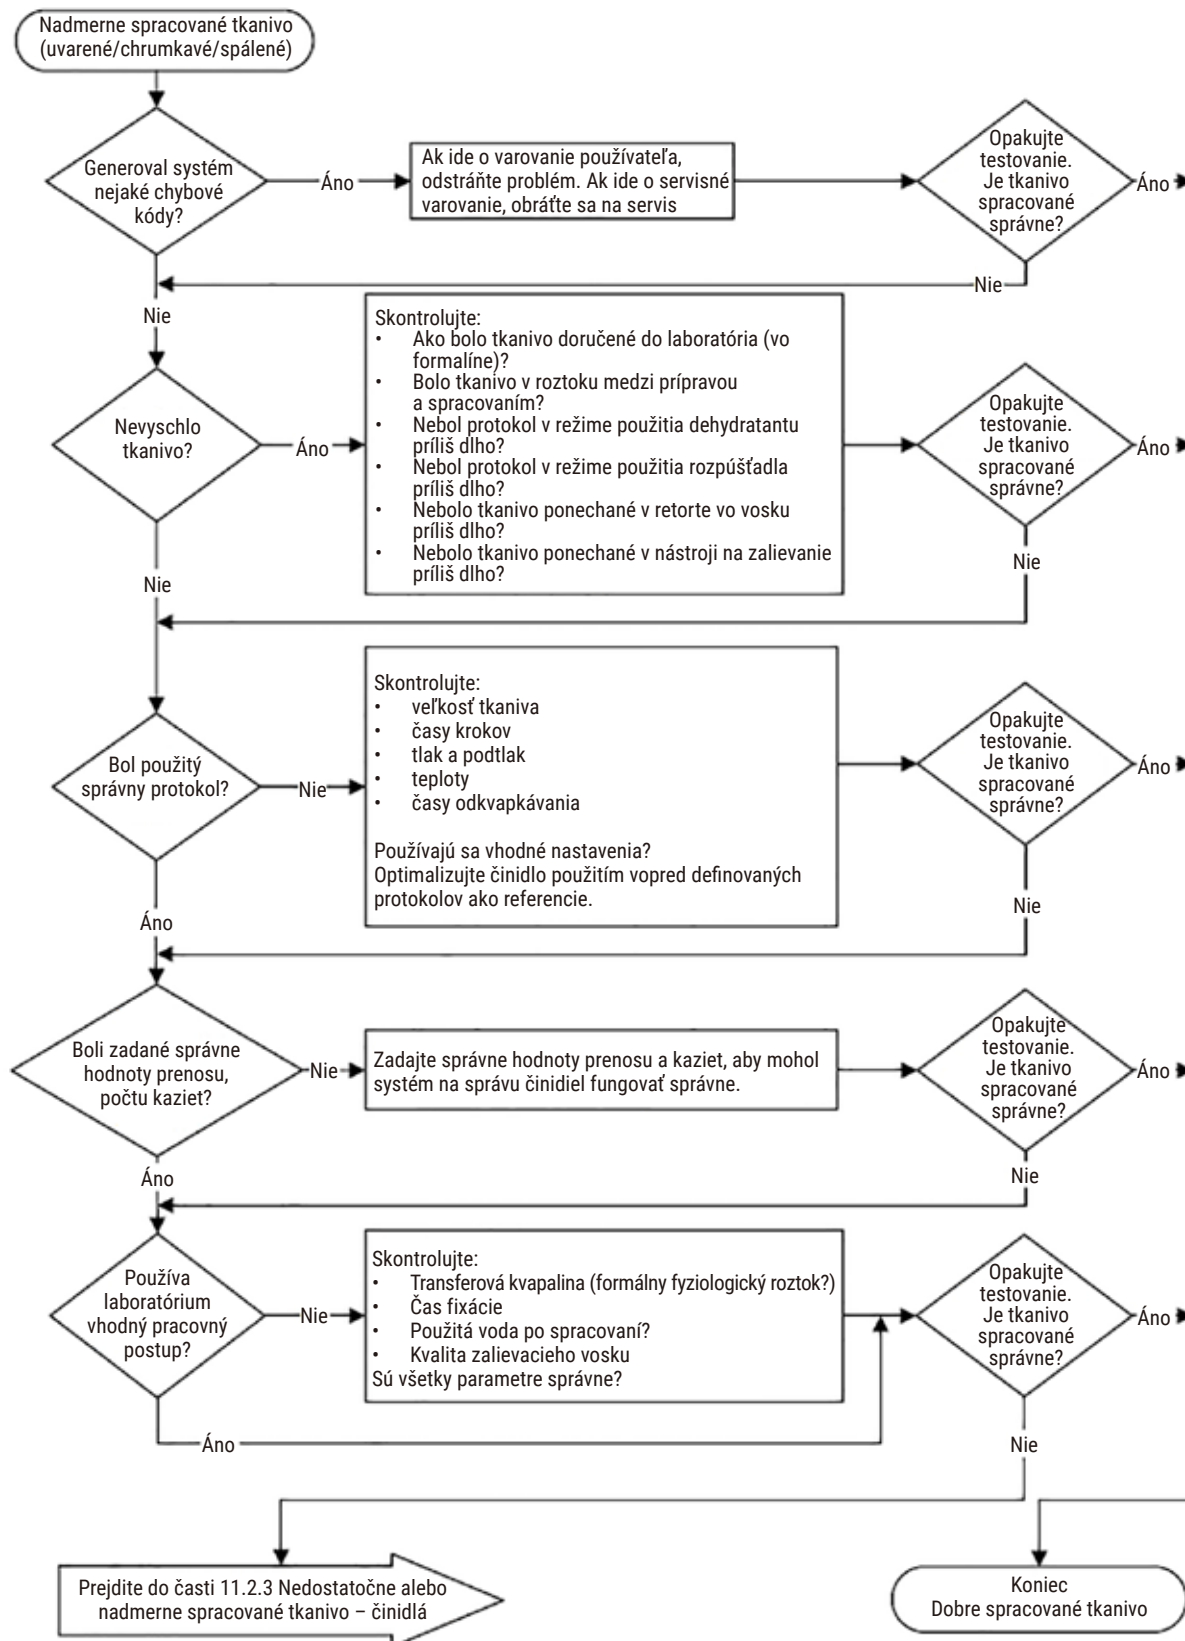 Nadmerne spracované tkanivo
(uvarené/chrumkavé/spálené)
Generoval systém
nejaké chybové
kódy?
Áno
Ak ide o varovanie používateľa,
odstráňte problém. Ak ide o servisné
varovanie, obráťte sa na servis
Opakujte
testovanie.
Je tkanivo
spracované
správne?
Áno
Nie
Nie
Nevyschlo
tkanivo?
Áno
Skontrolujte:
• Ako bolo tkanivo doručené do laboratória (vo
formalíne)?
• Bolo tkanivo v roztoku medzi prípravou
a spracovaním?
• Nebol protokol v režime použitia dehydratantu
príliš dlho?
• Nebol protokol v režime použitia rozpúšťadla
príliš dlho?
• Nebolo tkanivo ponechané v retorte vo vosku
príliš dlho?
• Nebolo tkanivo ponechané v nástroji na zalievanie
príliš dlho?
Opakujte
testovanie.
Je tkanivo
spracované
správne?
Áno
Nie
Nie
Bol použitý
správny protokol?
Nie
Skontrolujte:
• veľkosť tkaniva
• časy krokov
• tlak a podtlak
• teploty
• časy odkvapkávania
Používajú sa vhodné nastavenia?
Optimalizujte činidlo použitím vopred definovaných
protokolov ako referencie.
Opakujte
testovanie.
Je tkanivo
spracované
správne?
Áno
Nie
Áno
Boli zadané správne
hodnoty prenosu,
počtu kaziet?
Nie
Zadajte správne hodnoty prenosu a kaziet, aby mohol
systém na správu činidiel fungovať správne.
Opakujte
testovanie.
Je tkanivo
spracované
správne?
Áno
Nie
Áno
Používa
laboratórium
vhodný pracovný
postup?
Nie
Skontrolujte:
• Transferová kvapalina (formálny fyziologický roztok?)
• Čas fixácie
• Použitá voda po spracovaní?
• Kvalita zalievacieho vosku
Sú všetky parametre správne?
Opakujte
testovanie.
Je tkanivo
spracované
správne?
Áno
Áno
Nie
Prejdite do časti 11.2.3 Nedostatočne alebo
nadmerne spracované tkanivo – činidlá
Koniec
Dobre spracované tkanivo